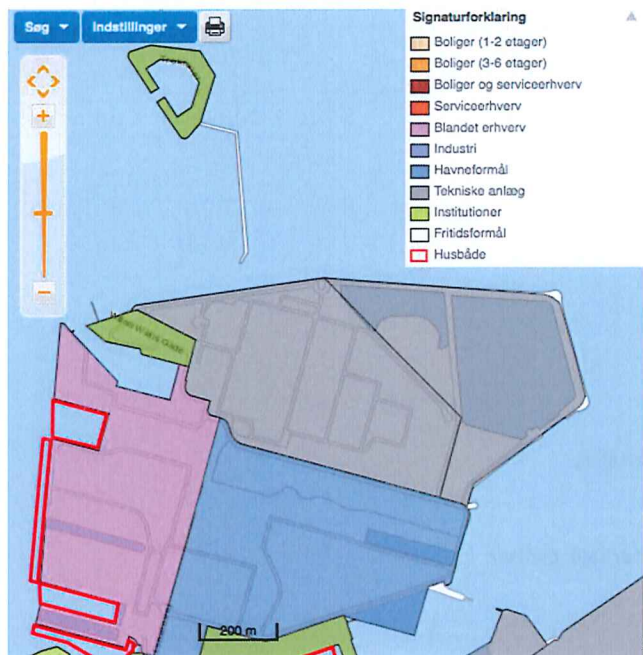 Søg
Indstillinger
Signaturforklaring
Boliger (1-2 etager)
Boliger (3-6 etager)
Boliger og serviceerhverv
Serviceerhverv
Blandet erhverv
Industri
Havneformål
Tekniske anlæg
Institutioner
Fritidsformål
Husbåde
200 m